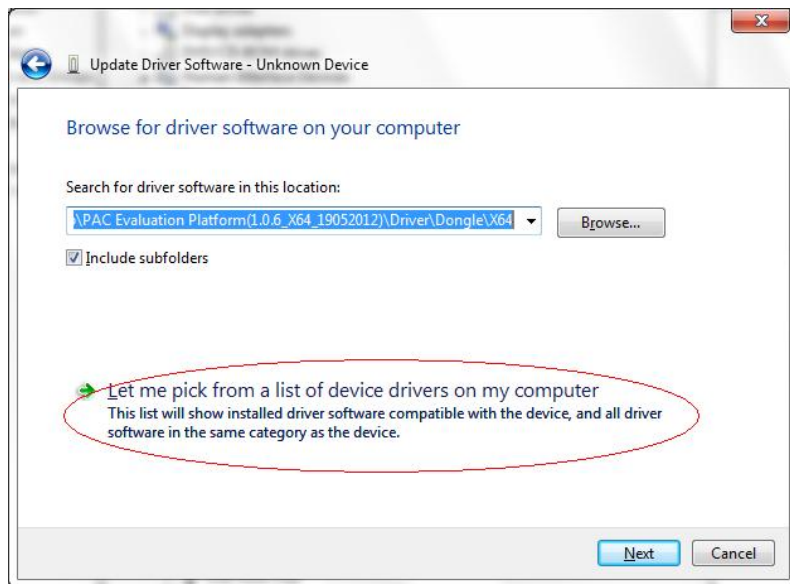 Display adapters
Update Driver Software - Unknown Device
Browse for driver software on your computer
Search for driver software in this location:
\PAC Evaluation Platform(1.0.6_X64_19052012)\Driver\Dongle\X64
Browse...
Include subfolders
Let me pick from a list of device drivers on my computer
This list will show installed driver software compatible with the device, and all driver
software in the same category as the device.
Next
Cancel